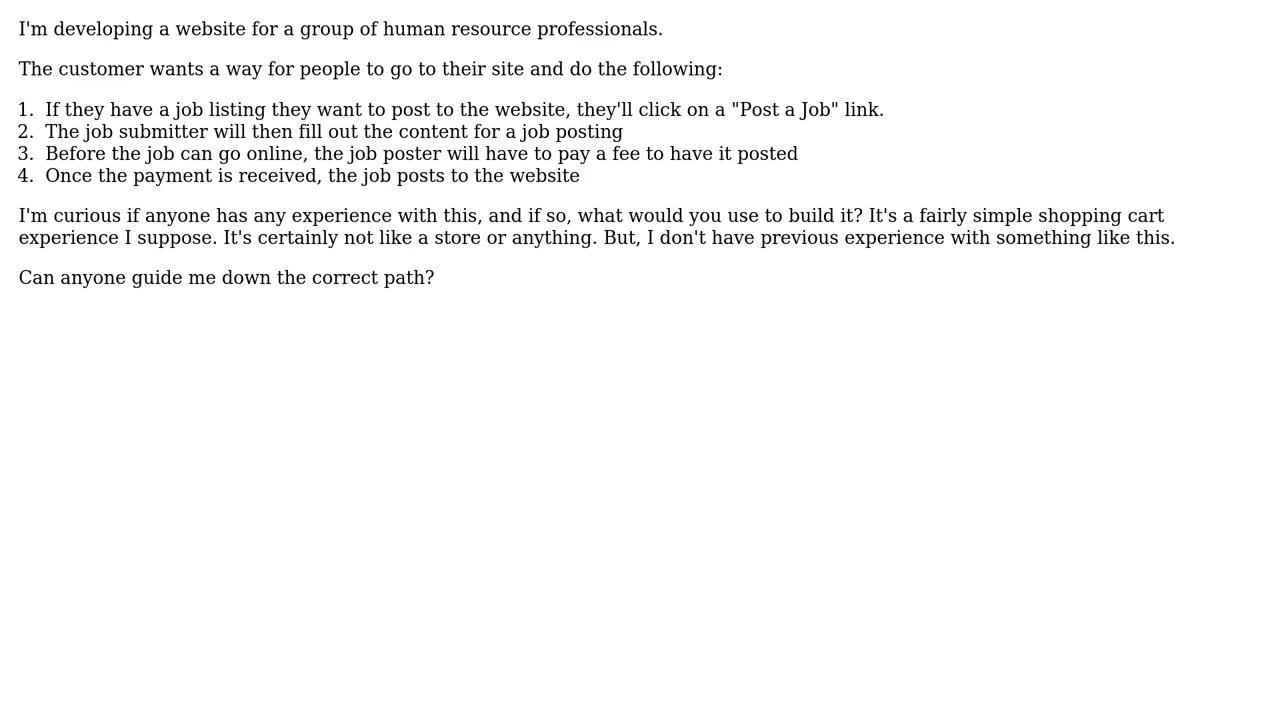 I'm developing a website for a group of human resource professionals.
The customer wants a way for people to go to their site and do the following:
1. If they have a job listing they want to post to the website, they'll click on a "Post a Job" link.
2. The job submitter will then fill out the content for a job posting
3. Before the job can go online, the job poster will have to pay a fee to have it posted
4. Once the payment is received, the job posts to the website
I'm curious if anyone has any experience with this, and if so, what would you use to build it? It's a fairly simple shopping cart
experience I suppose. It's certainly not like a store or anything. But, I don't have previous experience with something like this.
Can anyone guide me down the correct path?